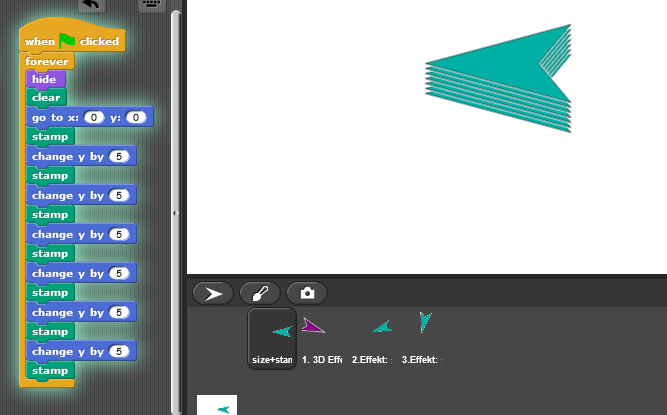 when clicked
forever
hide
clear
go to x: 0 y: 0
stamp
change y by 5
stamp
change y by 5
stamp
change y by 5
stamp
change y by 5
stamp
change y by 5
stamp
change y by 5
stamp
size+stan 1. 3D Effe 2.Effekt: 3.Effekt: